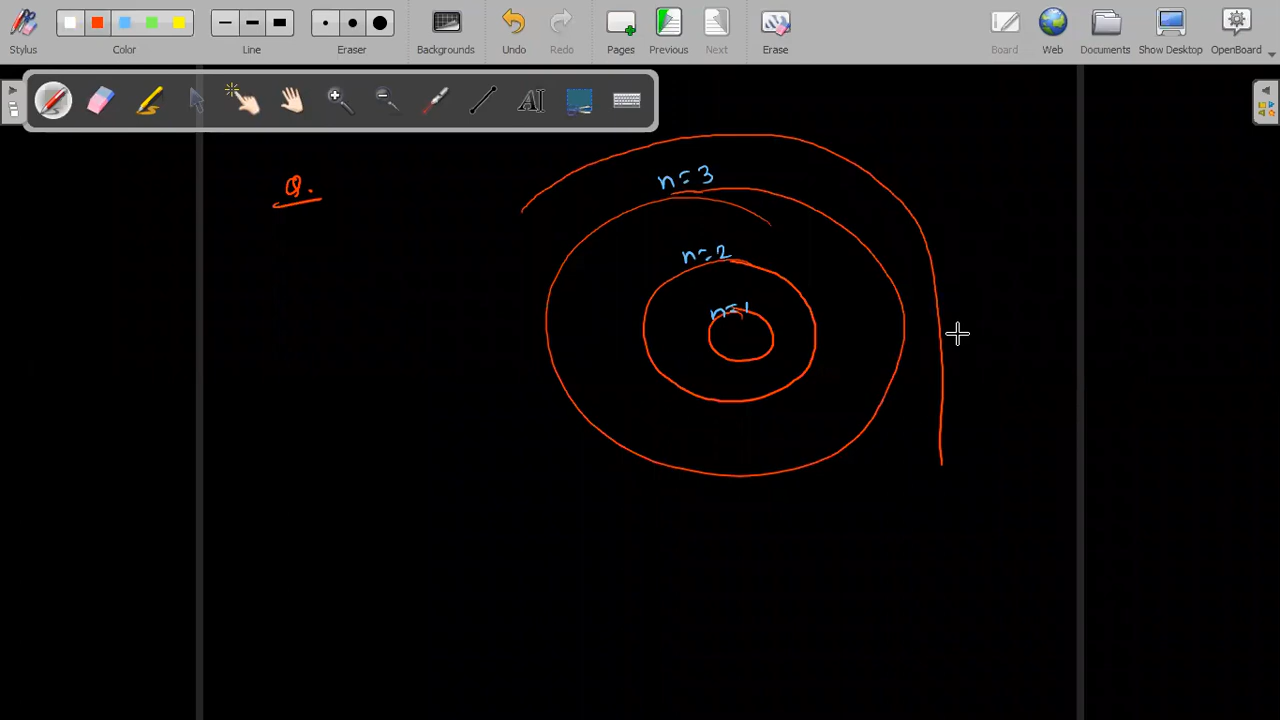 Stylus Color Line Eraser Backgrounds Undo Redo Pages Previous Next Erase Board Web Documents Show Desktop OpenBoard
AI
Q.
n=3
n=2
n=1